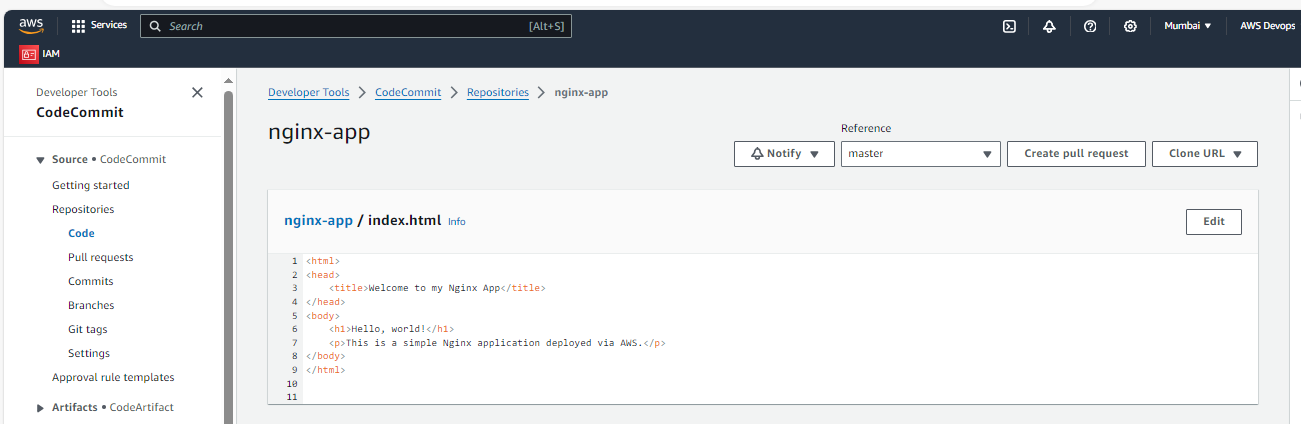 aws Services Search [Alt+S] Mumbai ▼ AWS Devops
IAM
Developer Tools
CodeCommit
▼ Source • CodeCommit
Getting started
Repositories
Code
Pull requests
Commits
Branches
Git tags
Settings
Approval rule templates
▶ Artifacts • CodeArtifact
Developer Tools > CodeCommit > Repositories > nginx-app
nginx-app
Reference
Notify ▼ master ▼ Create pull request Clone URL ▼
nginx-app / index.html Info Edit
1 <html>
2 <head>
3     <title>Welcome to my Nginx App</title>
4 </head>
5 <body>
6     <h1>Hello, world!</h1>
7     <p>This is a simple Nginx application deployed via AWS.</p>
8 </body>
9 </html>
10
11